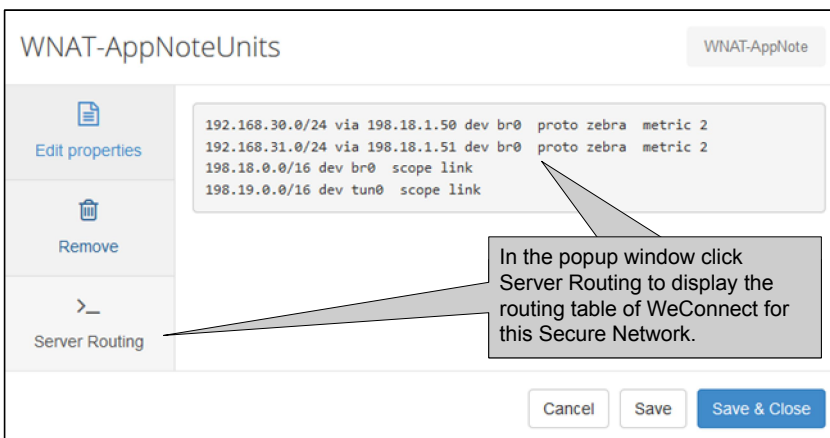 WNAT-AppNoteUnits
WNAT-AppNote
Edit properties
Remove
>_
Server Routing
192.168.30.0/24 via 198.18.1.50 dev br0  proto zebra  metric 2
192.168.31.0/24 via 198.18.1.51 dev br0  proto zebra  metric 2
198.18.0.0/16 dev br0  scope link
198.19.0.0/16 dev tun0  scope link
In the popup window click
Server Routing to display the
routing table of WeConnect for
this Secure Network.
Cancel
Save
Save & Close